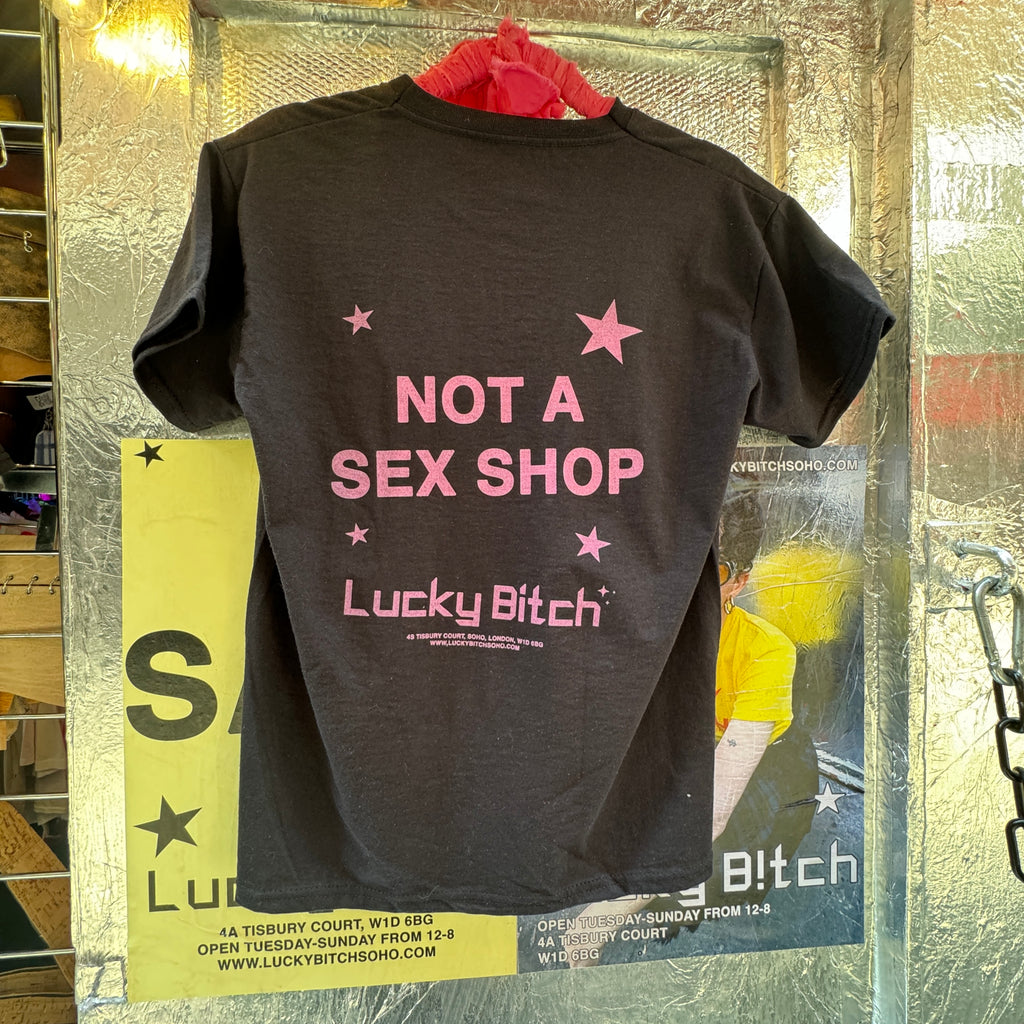 NOT A
SEX SHOP
Lucky Bitch
4S TISBURY COURT, SOHO, LONDON, W1D 6BG
WWW.LUCKYBITCHSOHO.COM
KYBITCHSOHO.COM
S
Luc
4A TISBURY COURT, W1D 6BG
OPEN TUESDAY-SUNDAY FROM 12-8
WWW.LUCKYBITCHSOHO.COM
B!tch
OPEN TUESDAY-SUNDAY FROM 12-8
4A TISBURY COURT
W1D 6BG